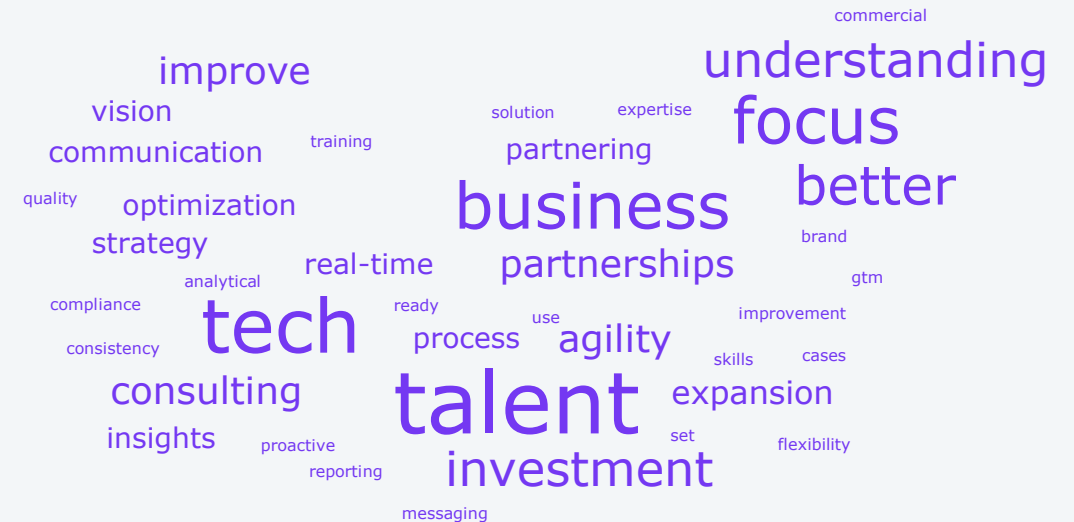 commercial
improve
understanding
vision
solution
expertise
focus
communication
training
partnering
better
quality
optimization
business
strategy
brand
real-time
partnerships
analytical
gtm
compliance
tech
ready
process
use
agility
improvement
consistency
skills
cases
consulting
talent
expansion
insights
proactive
set
flexibility
reporting
investment
messaging